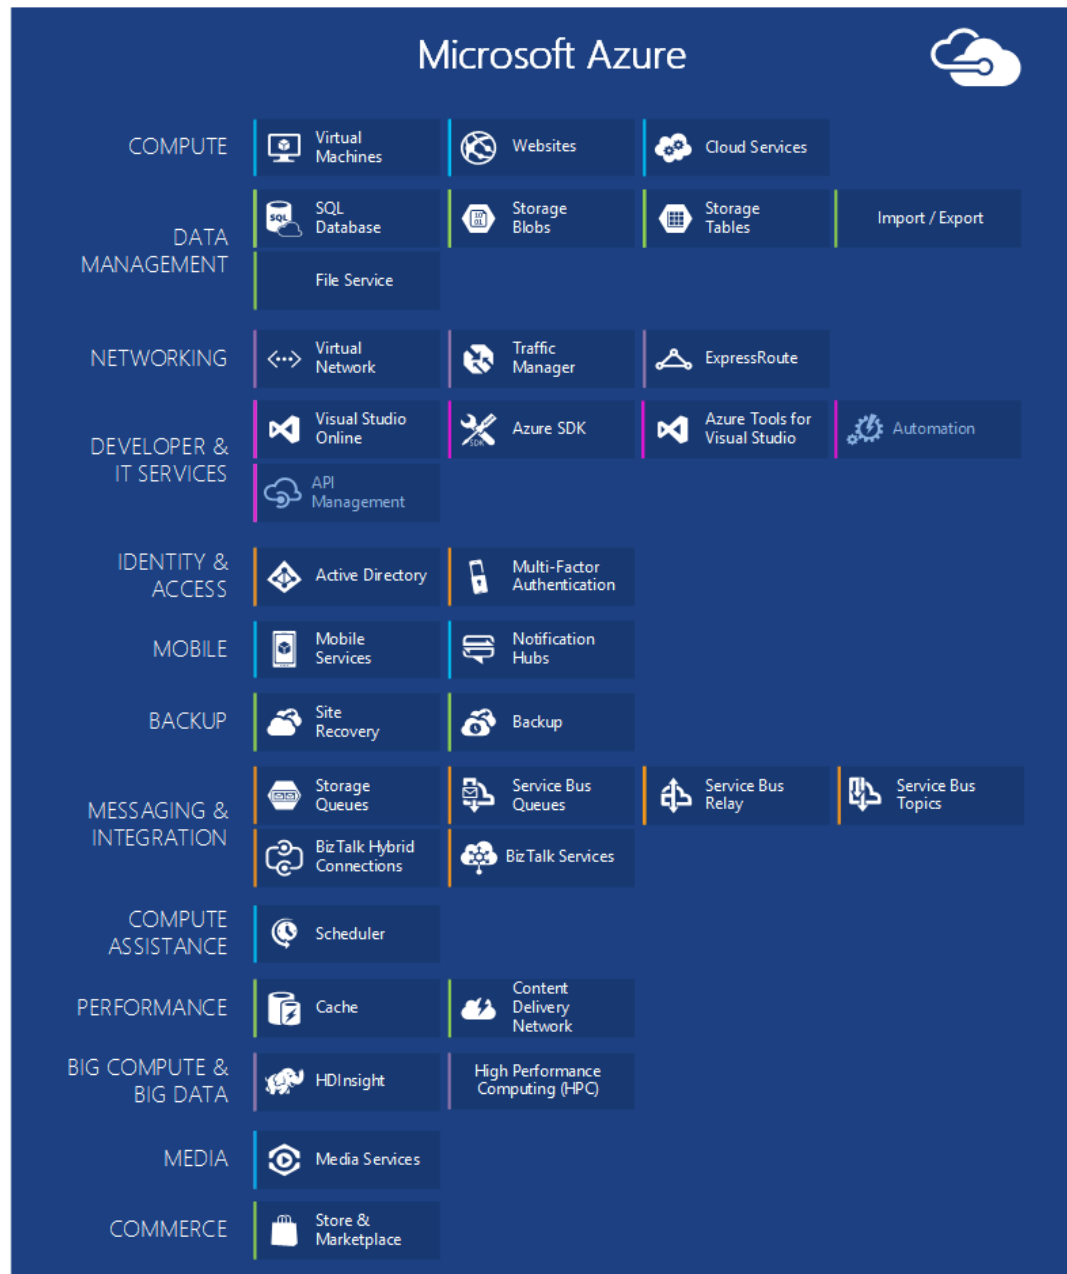 Microsoft Azure
COMPUTE
Virtual
Machines
Websites
Cloud Services
DATA
MANAGEMENT
SQL
SQL
Database
10
01
Storage
Blobs
Storage
Tables
Import / Export
File Service
NETWORKING
Virtual
Network
Traffic
Manager
ExpressRoute
DEVELOPER &
IT SERVICES
Visual Studio
Online
SDK
Azure SDK
Azure Tools for
Visual Studio
Automation
API
Management
IDENTITY &
ACCESS
Active Directory
Multi-Factor
Authentication
MOBILE
Mobile
Services
Notification
Hubs
BACKUP
Site
Recovery
Backup
MESSAGING &
INTEGRATION
Storage
Queues
Service Bus
Queues
Service Bus
Relay
Service Bus
Topics
BizTalk Hybrid
Connections
BizTalk Services
COMPUTE
ASSISTANCE
Scheduler
PERFORMANCE
Cache
Content
Delivery
Network
BIG COMPUTE &
BIG DATA
HDInsight
High Performance
Computing (HPC)
MEDIA
Media Services
COMMERCE
Store &
Marketplace